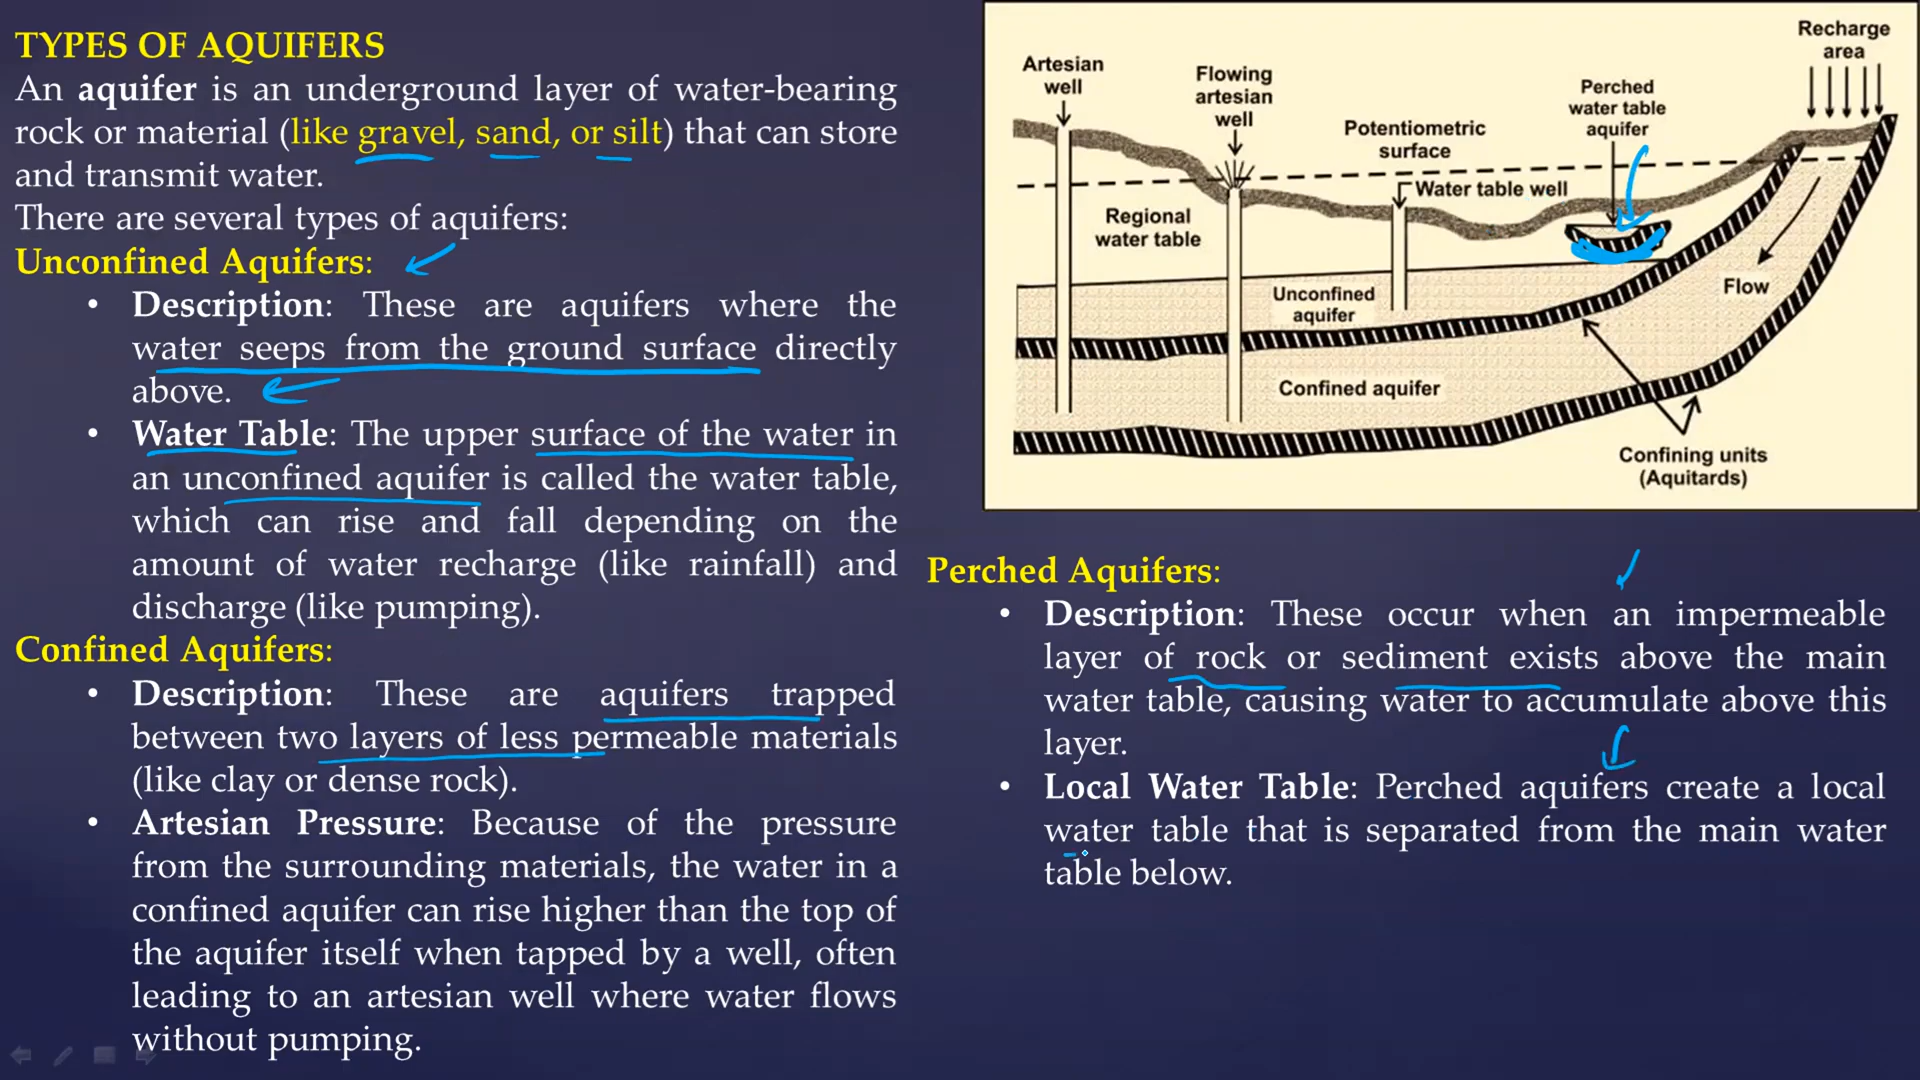 TYPES OF AQUIFERS
An aquifer is an underground layer of water-bearing
rock or material (like gravel, sand, or silt) that can store
and transmit water.
There are several types of aquifers:
Unconfined Aquifers:
• Description: These are aquifers where the
water seeps from the ground surface directly
above.
• Water Table: The upper surface of the water in
an unconfined aquifer is called the water table,
which can rise and fall depending on the
amount of water recharge (like rainfall) and
discharge (like pumping).
Confined Aquifers:
• Description: These are aquifers trapped
between two layers of less permeable materials
(like clay or dense rock).
• Artesian Pressure: Because of the pressure
from the surrounding materials, the water in a
confined aquifer can rise higher than the top of
the aquifer itself when tapped by a well, often
leading to an artesian well where water flows
without pumping.
Artesian
well
Flowing
artesian
well
Potentiometric
surface
Perched
water table
aquifer
Recharge
area
Water table well
Regional
water table
Unconfined
aquifer
Flow
Confined aquifer
Confining units
(Aquitards)
Perched Aquifers:
• Description: These occur when an impermeable
layer of rock or sediment exists above the main
water table, causing water to accumulate above this
layer.
• Local Water Table: Perched aquifers create a local
water table that is separated from the main water
table below.